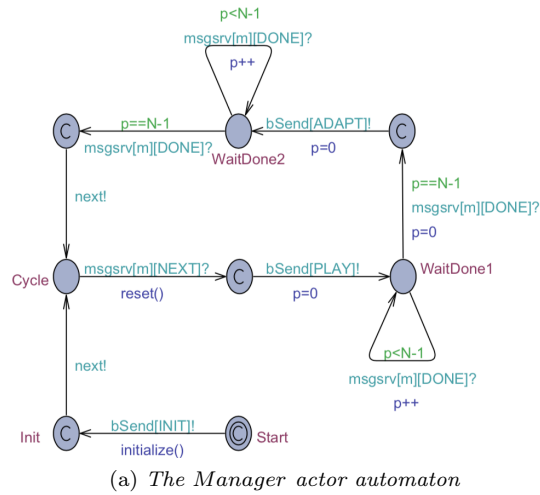 p<N-1
msgsrv[m][DONE]?
p++
C
p==N-1
msgsrv[m][DONE]?
WaitDone2
bSend[ADAPT]!
p=0
C
next!
p==N-1
msgsrv[m][DONE]?
p=0
Cycle
msgsrv[m][NEXT]?
reset()
C
bSend[PLAY]!
p=0
WaitDone1
p<N-1
msgsrv[m][DONE]?
p++
next!
Init
C
bSend[INIT]!
initialize()
C
Start
(a) The Manager actor automaton